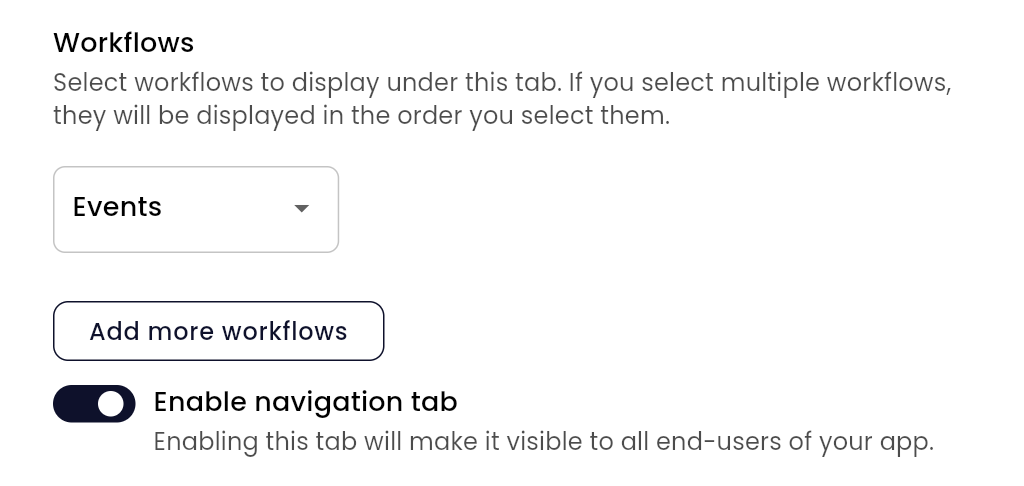 Workflows
Select workflows to display under this tab. If you select multiple workflows,
they will be displayed in the order you select them.
Events
Add more workflows
Enable navigation tab
Enabling this tab will make it visible to all end-users of your app.